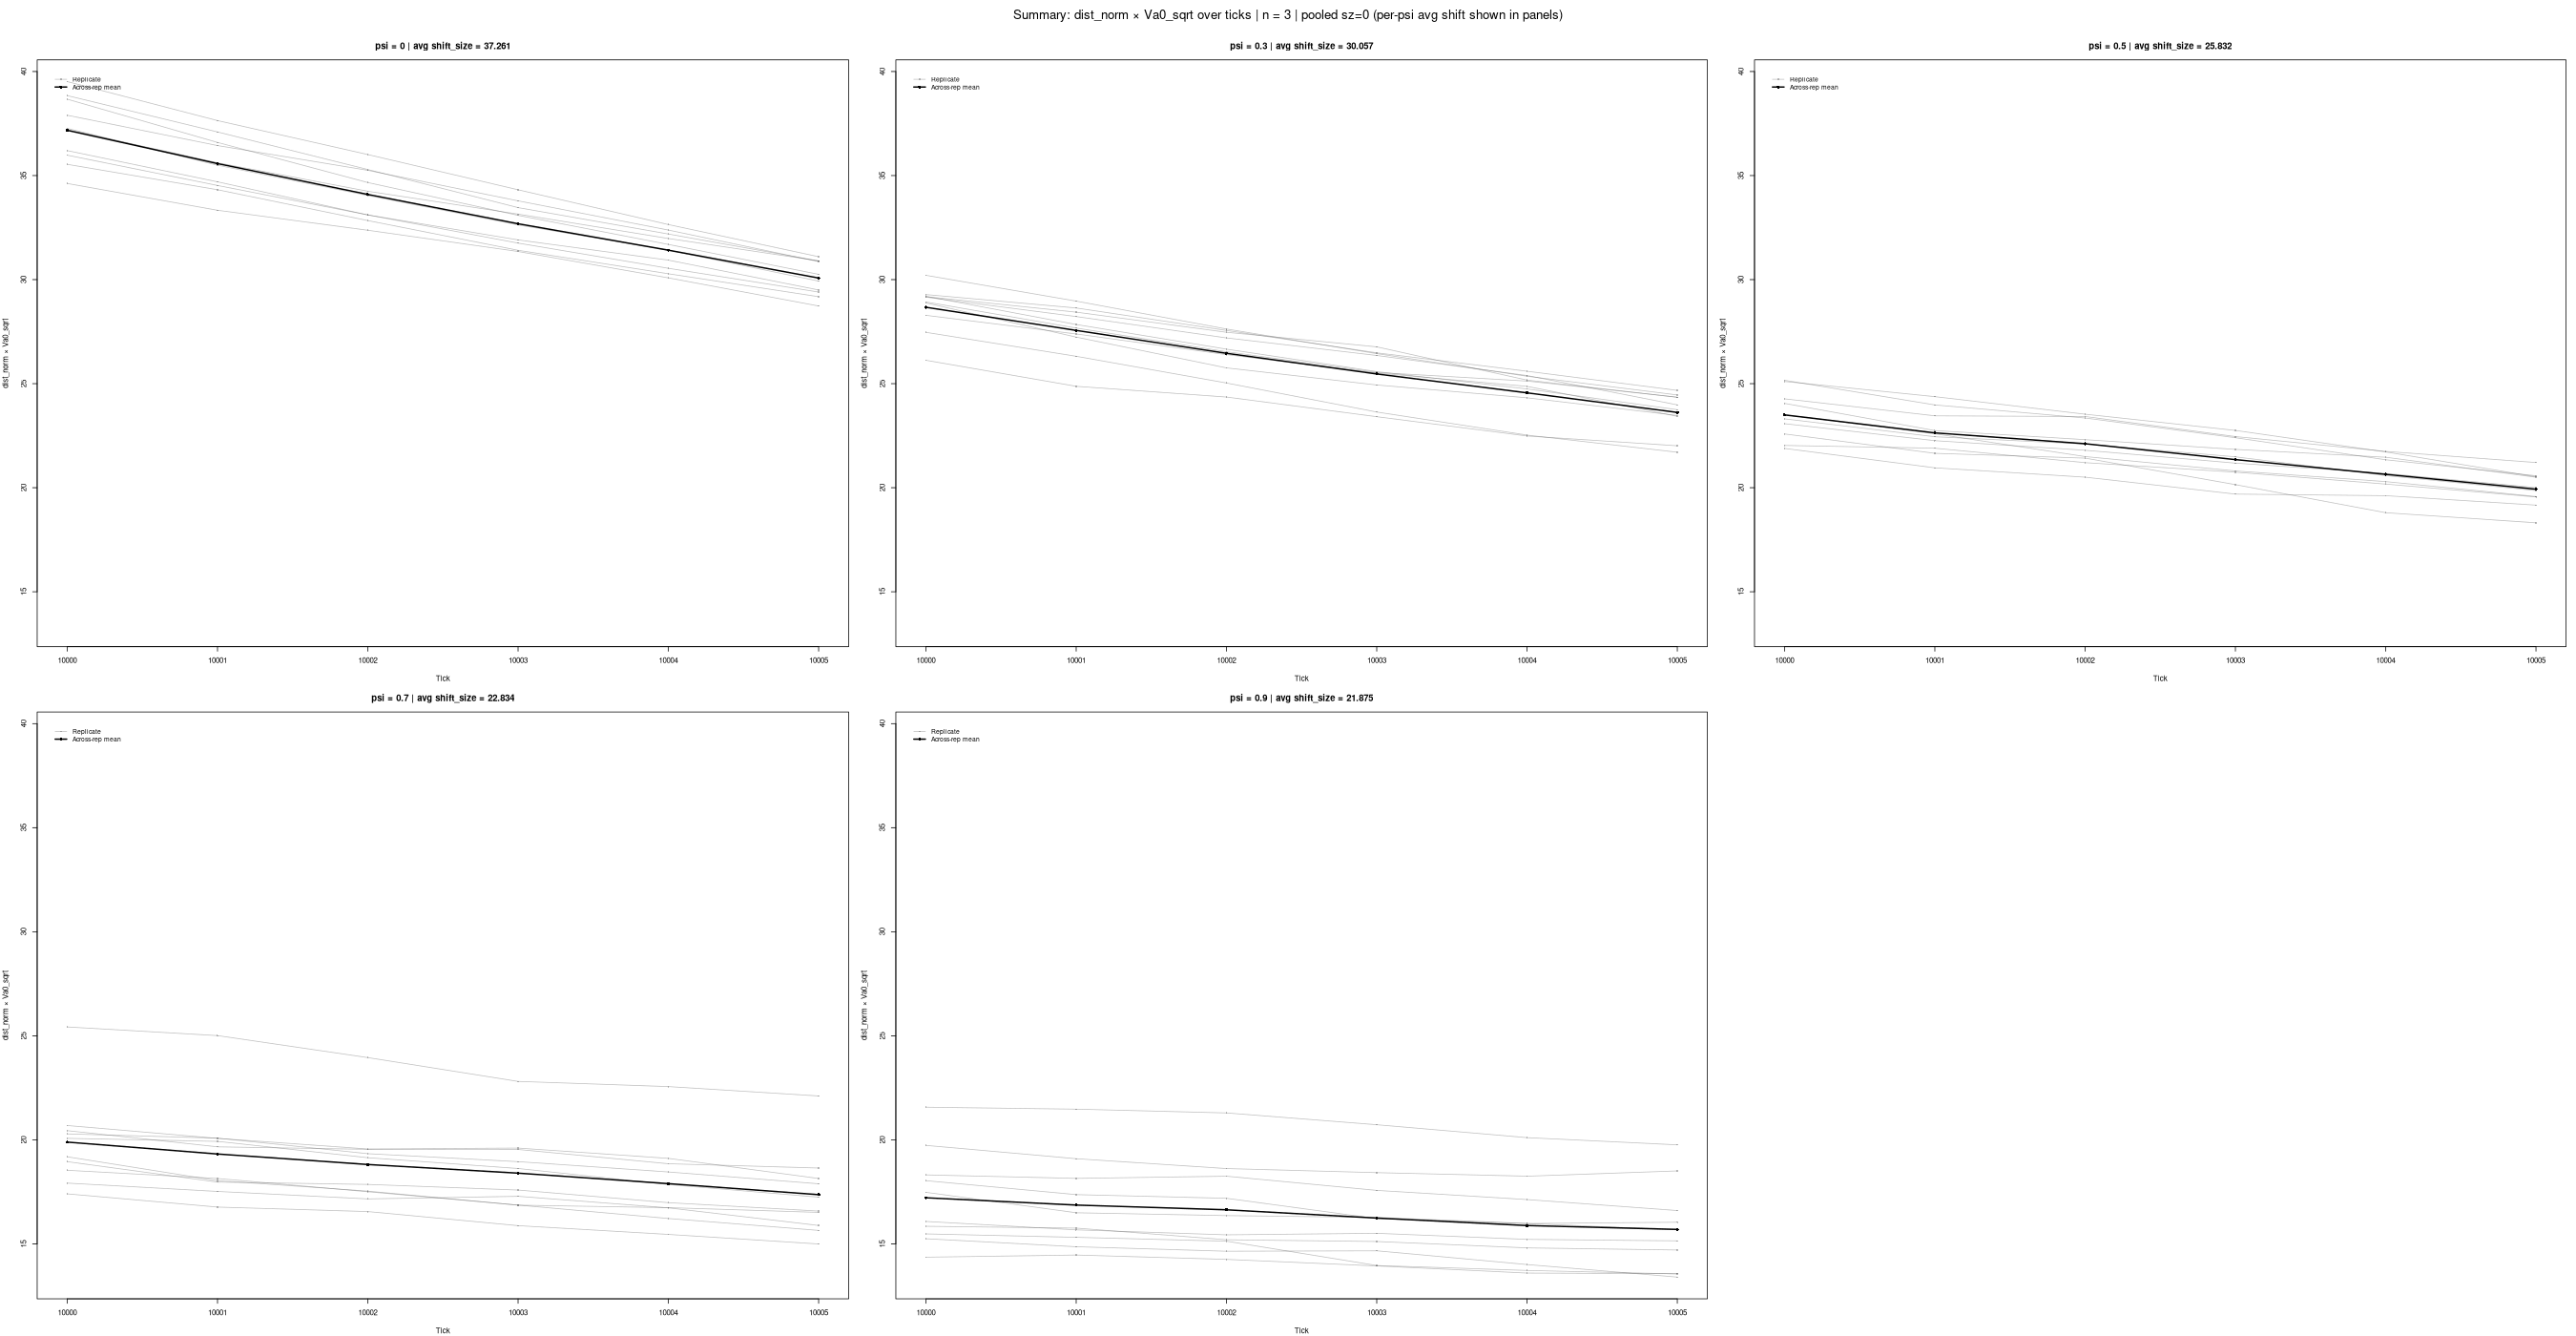 Summary: dist_norm × Va0_sqrt over ticks | n = 3 | pooled sz=0 (per-psi avg shift shown in panels)
psi = 0 | avg shift_size = 37.261
Replicate
Across-rep mean
40
35
30
25
20
15
dist_norm × Va0_sqrt
10000 10001 10002 10003 10004 10005
Tick
psi = 0.3 | avg shift_size = 30.057
Replicate
Across-rep mean
40
35
30
25
20
15
dist_norm × Va0_sqrt
10000 10001 10002 10003 10004 10005
Tick
psi = 0.5 | avg shift_size = 25.832
Replicate
Across-rep mean
40
35
30
25
20
15
dist_norm × Va0_sqrt
10000 10001 10002 10003 10004 10005
Tick
psi = 0.7 | avg shift_size = 22.834
Replicate
Across-rep mean
40
35
30
25
20
15
dist_norm × Va0_sqrt
10000 10001 10002 10003 10004 10005
Tick
psi = 0.9 | avg shift_size = 21.875
Replicate
Across-rep mean
40
35
30
25
20
15
dist_norm × Va0_sqrt
10000 10001 10002 10003 10004 10005
Tick